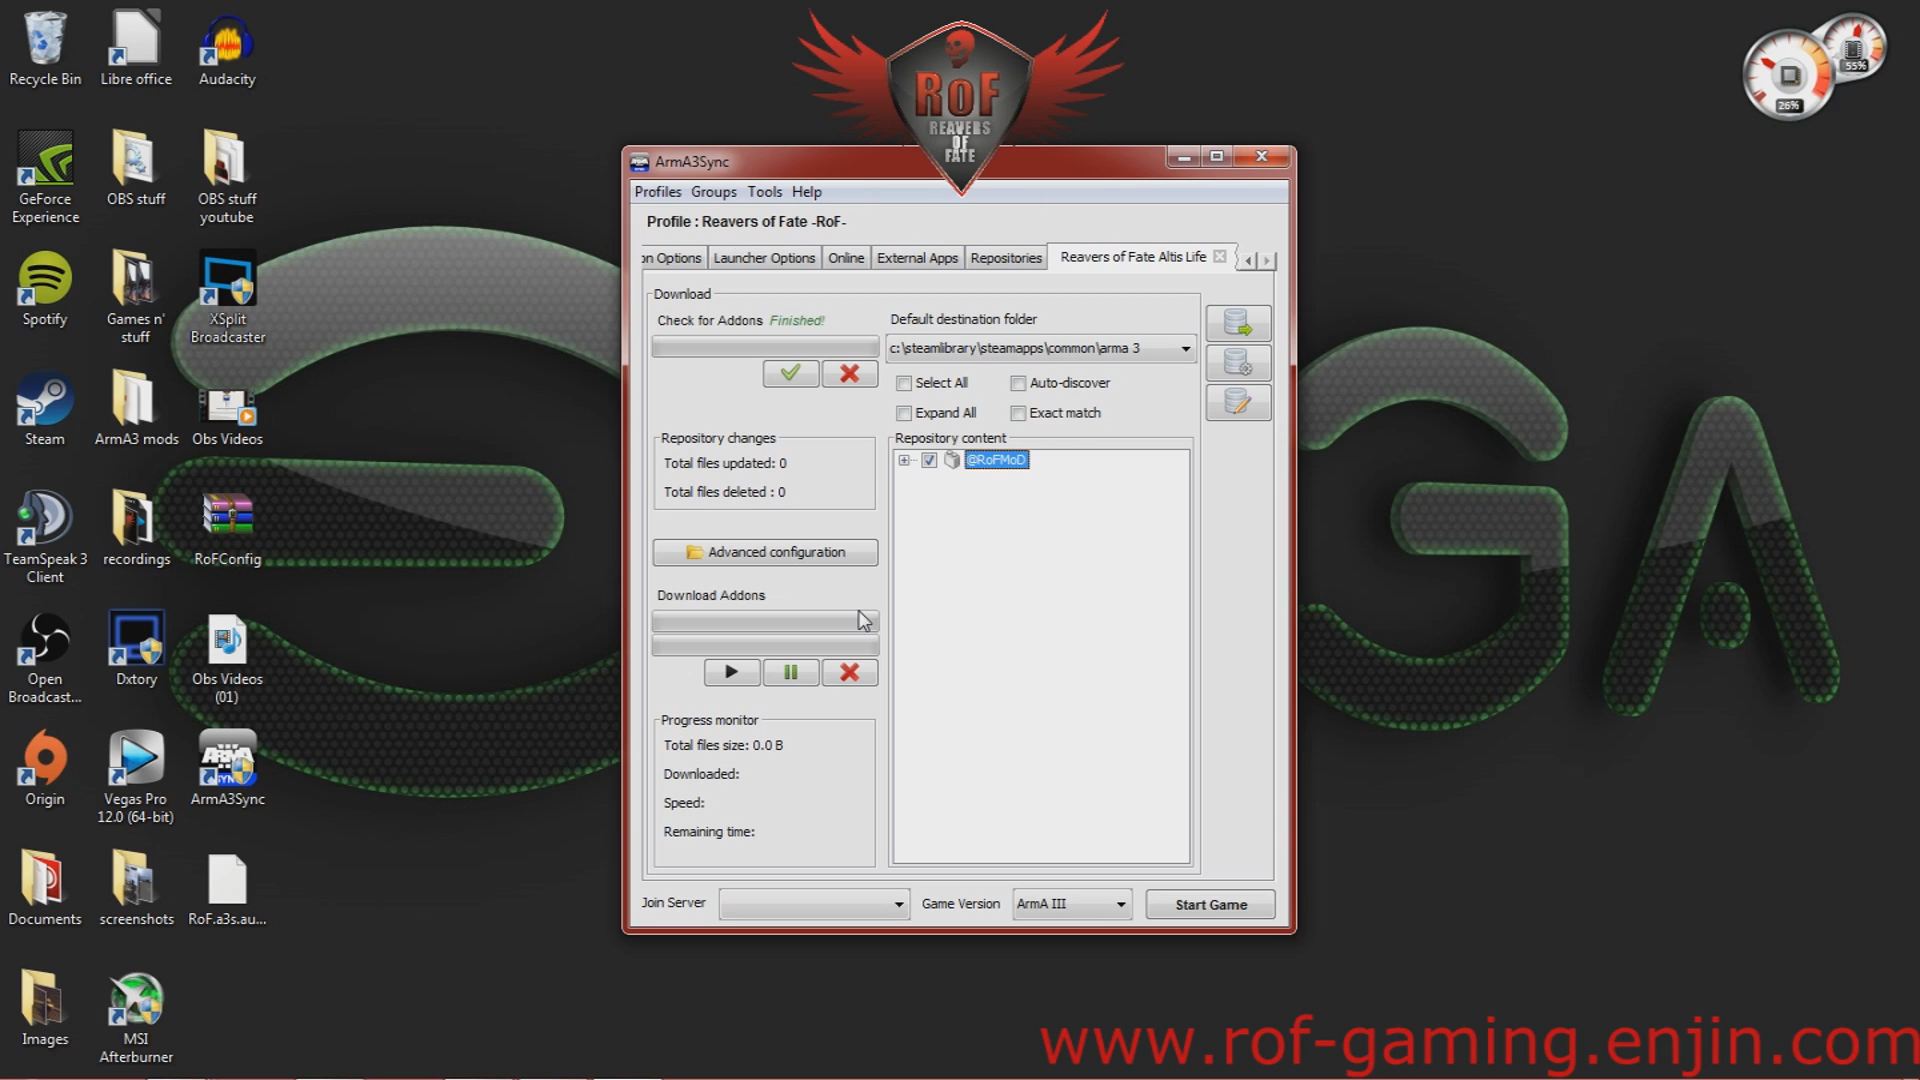 Recycle Bin
Libre office
Audacity
GeForce Experience
OBS stuff
OBS stuff youtube
Spotify
Games n' stuff
XSplit Broadcaster
Steam
ArmA3 mods
Obs Videos
TeamSpeak 3 Client
recordings
RoFConfig
Open Broadcast...
Dxtory
Obs Videos (01)
Origin
Vegas Pro 12.0 (64-bit)
ArmA3Sync
Documents
screenshots
RoF.a3s.au...
Images
MSI Afterburner
RoF
REAVERS
OF
FATE
26%
55%
ArmA3Sync
Profiles Groups Tools Help
Profile : Reavers of Fate -RoF-
on Options Launcher Options Online External Apps Repositories Reavers of Fate Altis Life
Download
Check for Addons Finished!
Default destination folder
c:\steamlibrary\steamapps\common\arma 3
Select All
Auto-discover
Expand All
Exact match
Repository changes
Total files updated: 0
Total files deleted : 0
Repository content
@RoFMoD
Advanced configuration
Download Addons
Progress monitor
Total files size: 0.0 B
Downloaded:
Speed:
Remaining time:
Join Server
Game Version
ArmA III
Start Game
GA
www.rof-gaming.enjin.com